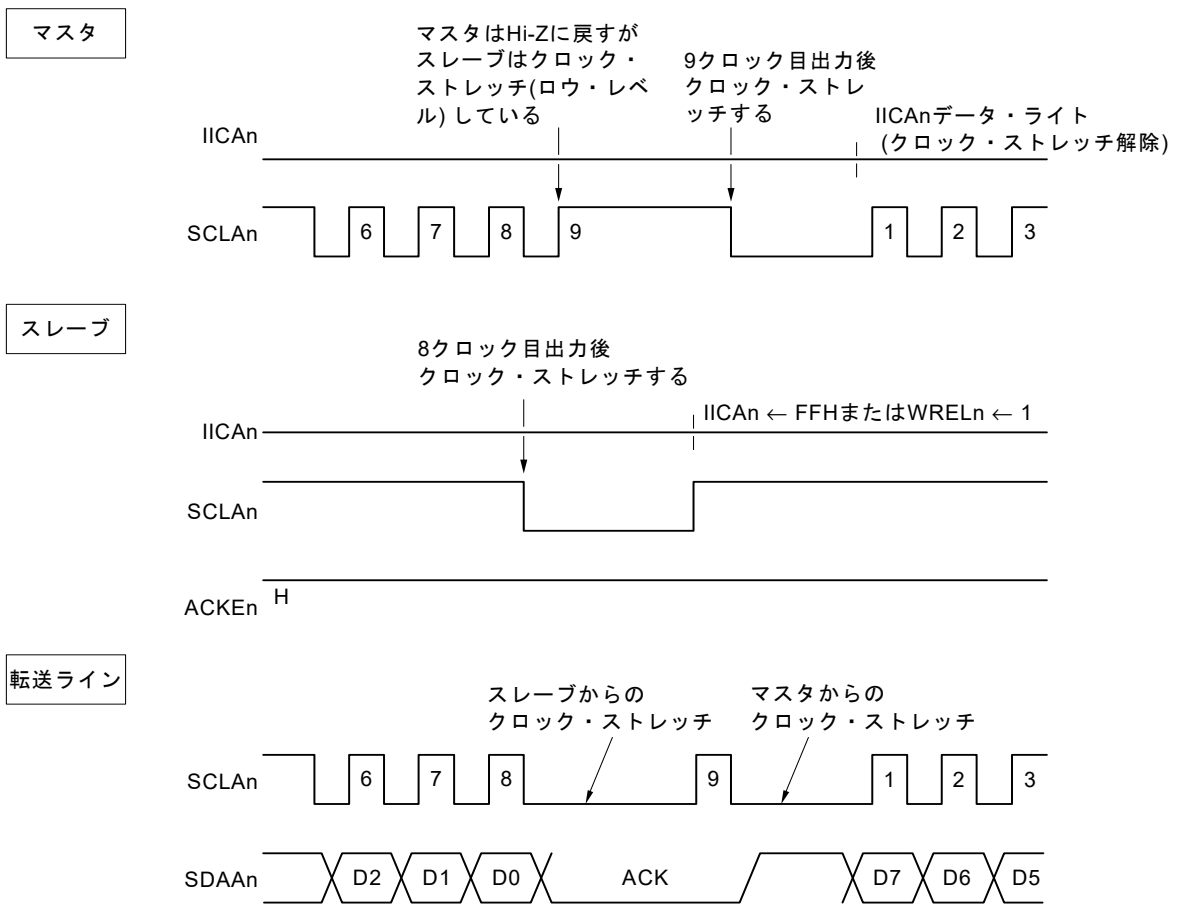 マスタ
マスタはHi-Zに戻すが
スレーブはクロック・
ストレッチ(ロウ・レベ
ル) している
9クロック目出力後
クロック・ストレ
ッチする
IICAnデータ・ライト
(クロック・ストレッチ解除)
IICAn
SCLAn
6 7 8 9 1 2 3
スレーブ
8クロック目出力後
クロック・ストレッチする
IICAn ← FFHまたはWRELn ← 1
IICAn
SCLAn
ACKEn H
転送ライン
スレーブからの
クロック・ストレッチ
マスタからの
クロック・ストレッチ
SCLAn 6 7 8 9 1 2 3
SDAAn D2 D1 D0 ACK D7 D6 D5